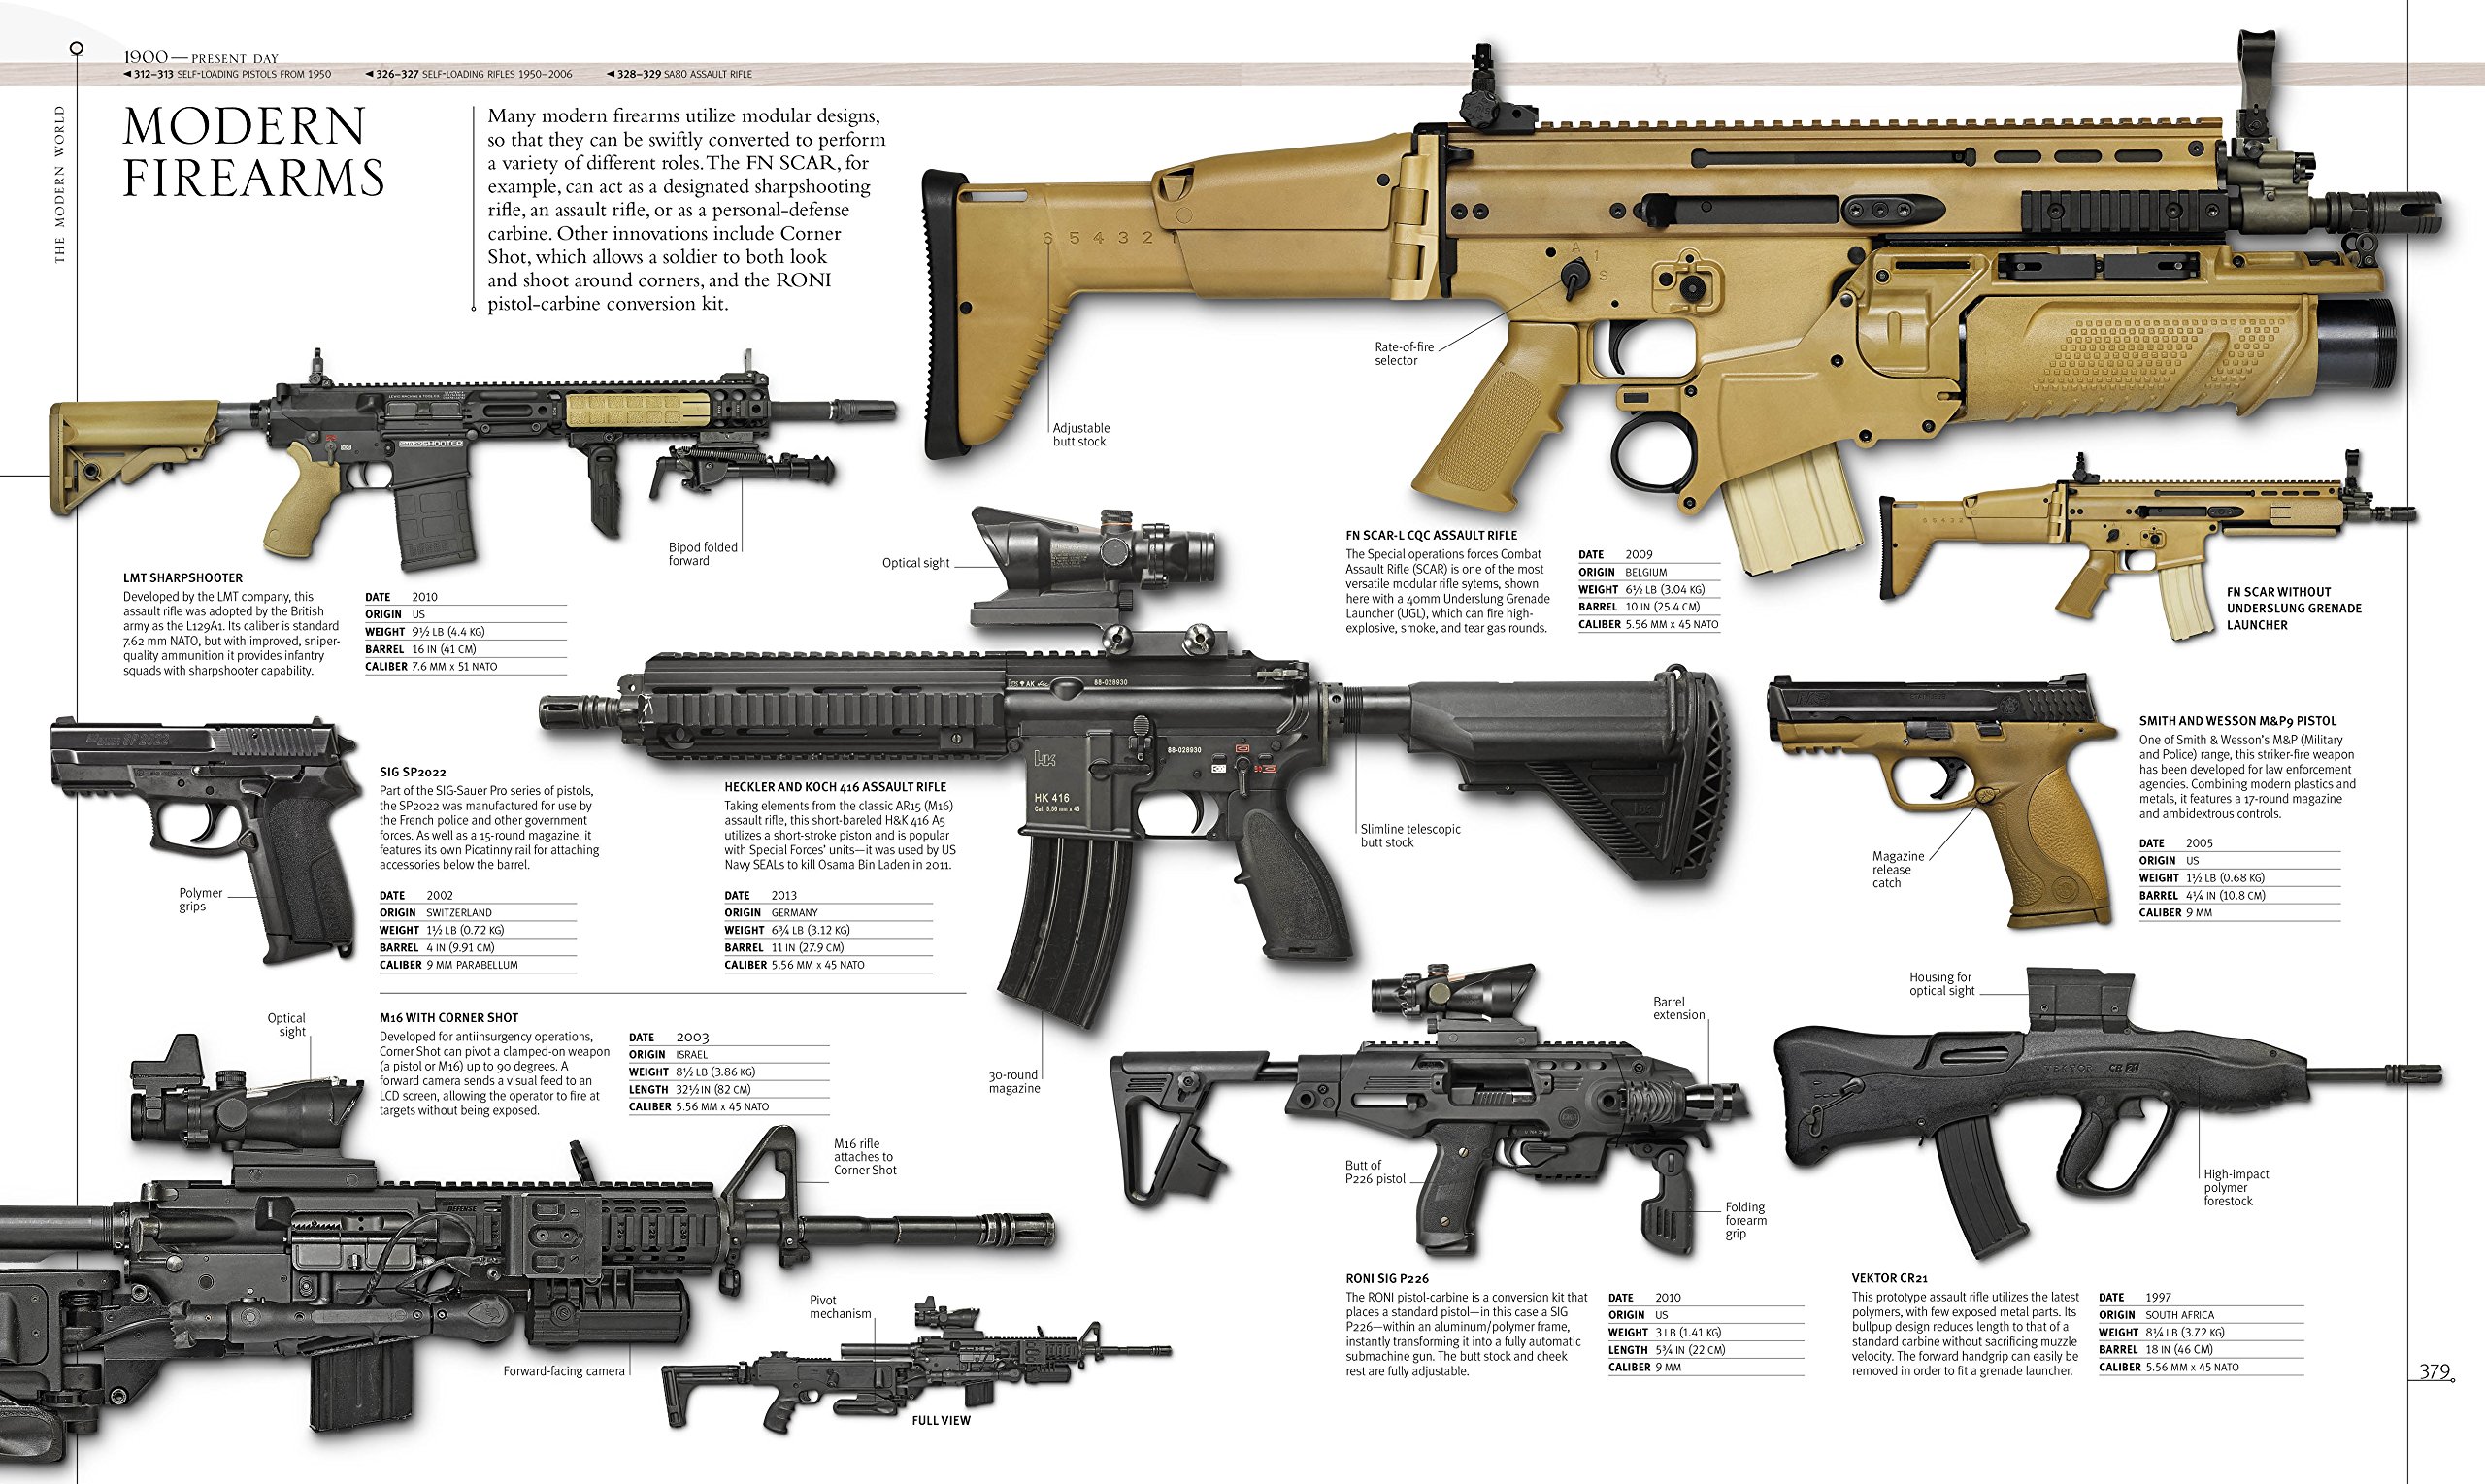 1900—PRESENT DAY
◄312–313 SELF-LOADING PISTOLS FROM 1950 ◄326–327 SELF-LOADING RIFLES 1950–2006 ◄328–329 SA80 ASSAULT RIFLE
THE MODERN WORLD
MODERN
FIREARMS
Many modern firearms utilize modular designs,
so that they can be swiftly converted to perform
a variety of different roles. The FN SCAR, for
example, can act as a designated sharpshooting
rifle, an assault rifle, or as a personal-defense
carbine. Other innovations include Corner
Shot, which allows a soldier to both look
and shoot around corners, and the RONI
pistol-carbine conversion kit.
6 5 4 3 2 1
A
1
S
Rate-of-fire
selector
Adjustable
butt stock
Bipod folded
forward
LMT SHARPSHOOTER
Developed by the LMT company, this
assault rifle was adopted by the British
army as the L129A1. Its caliber is standard
7.62 mm NATO, but with improved, sniper-
quality ammunition it provides infantry
squads with sharpshooter capability.
DATE 2010
ORIGIN US
WEIGHT 9½ LB (4.4 KG)
BARREL 16 IN (41 CM)
CALIBER 7.6 MM x 51 NATO
Optical sight
FN SCAR-L CQC ASSAULT RIFLE
The Special operations forces Combat
Assault Rifle (SCAR) is one of the most
versatile modular rifle sytems, shown
here with a 40mm Underslung Grenade
Launcher (UGL), which can fire high-
explosive, smoke, and tear gas rounds.
DATE 2009
ORIGIN BELGIUM
WEIGHT 6½ LB (3.04 KG)
BARREL 10 IN (25.4 CM)
CALIBER 5.56 MM x 45 NATO
FN SCAR WITHOUT
UNDERSLUNG GRENADE
LAUNCHER
88-028930
88-028930
HK
HK 416
Cal. 5,56 mm x 45
SIG SP2022
Part of the SIG-Sauer Pro series of pistols,
the SP2022 was manufactured for use by
the French police and other government
forces. As well as a 15-round magazine, it
features its own Picatinny rail for attaching
accessories below the barrel.
Polymer
grips
DATE 2002
ORIGIN SWITZERLAND
WEIGHT 1½ LB (0.72 KG)
BARREL 4 IN (9.91 CM)
CALIBER 9 MM PARABELLUM
HECKLER AND KOCH 416 ASSAULT RIFLE
Taking elements from the classic AR15 (M16)
assault rifle, this short-bareled H&K 416 A5
utilizes a short-stroke piston and is popular
with Special Forces' units—it was used by US
Navy SEALs to kill Osama Bin Laden in 2011.
DATE 2013
ORIGIN GERMANY
WEIGHT 6¾ LB (3.12 KG)
BARREL 11 IN (27.9 CM)
CALIBER 5.56 MM x 45 NATO
Slimline telescopic
butt stock
30-round
magazine
SMITH AND WESSON M&P9 PISTOL
One of Smith & Wesson's M&P (Military
and Police) range, this striker-fire weapon
has been developed for law enforcement
agencies. Combining modern plastics and
metals, it features a 17-round magazine
and ambidextrous controls.
Magazine
release
catch
DATE 2005
ORIGIN US
WEIGHT 1½ LB (0.68 KG)
BARREL 4¼ IN (10.8 CM)
CALIBER 9 MM
Optical
sight
M16 WITH CORNER SHOT
Developed for antiinsurgency operations,
Corner Shot can pivot a clamped-on weapon
(a pistol or M16) up to 90 degrees. A
forward camera sends a visual feed to an
LCD screen, allowing the operator to fire at
targets without being exposed.
DATE 2003
ORIGIN ISRAEL
WEIGHT 8½ LB (3.86 KG)
LENGTH 32½ IN (82 CM)
CALIBER 5.56 MM x 45 NATO
M16 rifle
attaches to
Corner Shot
DEFENSE
Forward-facing camera
Pivot
mechanism
FULL VIEW
Barrel
extension
Butt of
P226 pistol
Folding
forearm
grip
RONI SIG P226
The RONI pistol-carbine is a conversion kit that
places a standard pistol—in this case a SIG
P226—within an aluminum/polymer frame,
instantly transforming it into a fully automatic
submachine gun. The butt stock and cheek
rest are fully adjustable.
DATE 2010
ORIGIN US
WEIGHT 3 LB (1.41 KG)
LENGTH 5¾ IN (22 CM)
CALIBER 9 MM
Housing for
optical sight
VEKTOR CR 21
High-impact
polymer
forestock
VEKTOR CR21
This prototype assault rifle utilizes the latest
polymers, with few exposed metal parts. Its
bullpup design reduces length to that of a
standard carbine without sacrificing muzzle
velocity. The forward handgrip can easily be
removed in order to fit a grenade launcher.
DATE 1997
ORIGIN SOUTH AFRICA
WEIGHT 8¼ LB (3.72 KG)
BARREL 18 IN (46 CM)
CALIBER 5.56 MM x 45 NATO
379